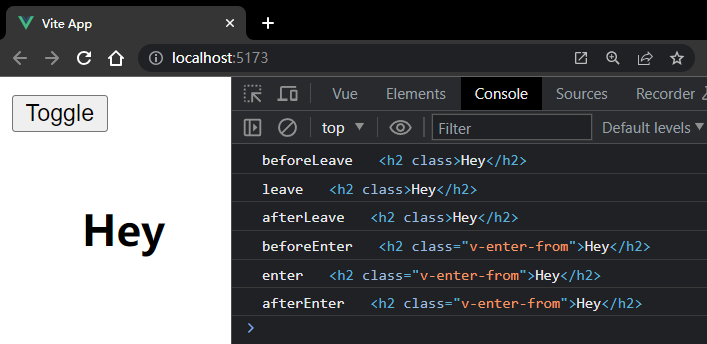 Vite App
localhost:5173
Toggle
Hey
Vue Elements Console Sources Recorder
top Filter Default levels
beforeLeave <h2 class>Hey</h2>
leave <h2 class>Hey</h2>
afterLeave <h2 class>Hey</h2>
beforeEnter <h2 class="v-enter-from">Hey</h2>
enter <h2 class="v-enter-from">Hey</h2>
afterEnter <h2 class="v-enter-from">Hey</h2>